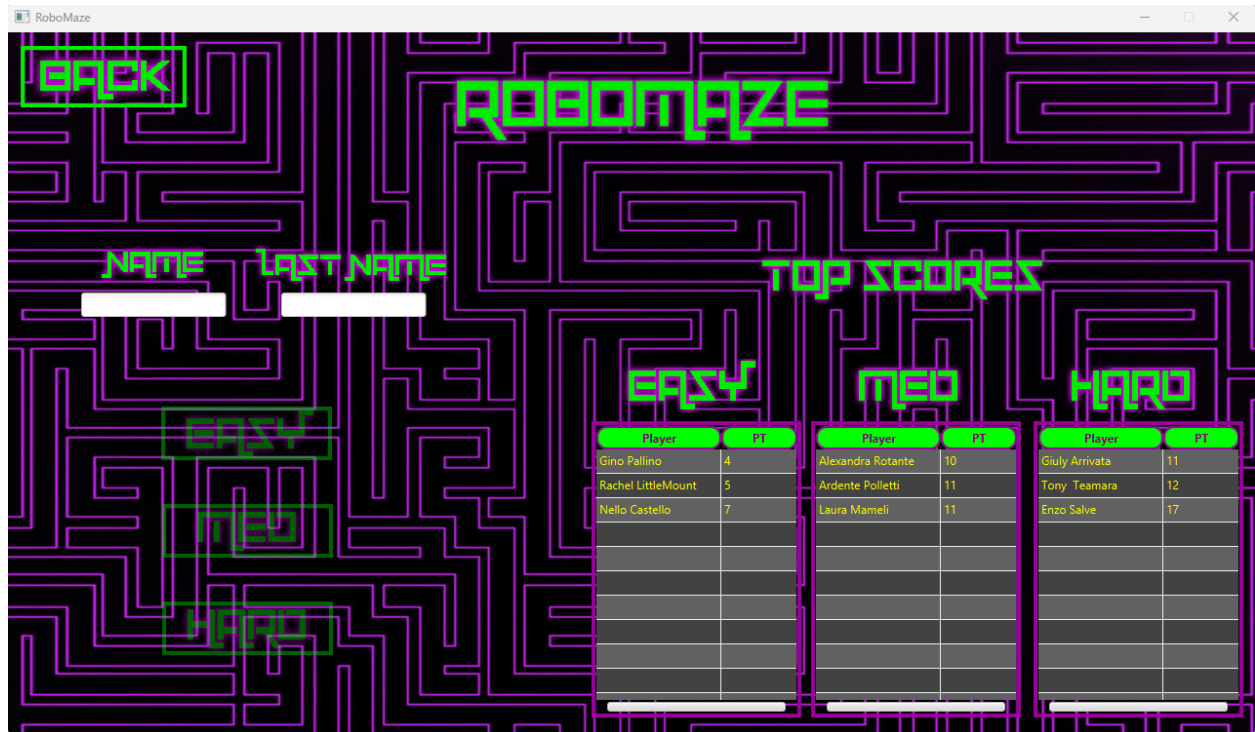 RoboMaze
BACK
ROBOMAZE
NAME LAST NAME
TOP SCORES
EASY MED HARD
EASY
MED
HARD
Player PT Player PT Player PT
Gino Pallino 4 Alexandra Rotante 10 Giuly Arrivata 11
Rachel LittleMount 5 Ardente Polletti 11 Tony  Teamara 12
Nello Castello 7 Laura Mameli 11 Enzo Salve 17